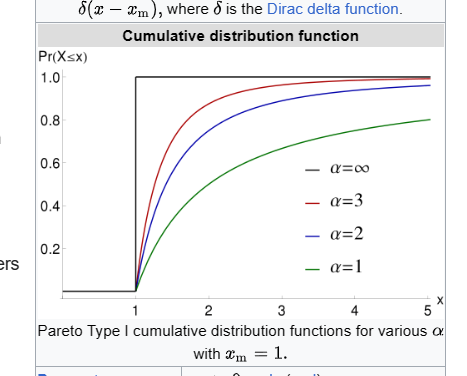 δ(x − xₘ), where δ is the Dirac delta function.
Cumulative distribution function
Pr(X≤x)
1.0
0.8
0.6
0.4
0.2
α=∞
α=3
α=2
α=1
1 2 3 4 5 x
ers
Pareto Type I cumulative distribution functions for various α
with xₘ = 1.